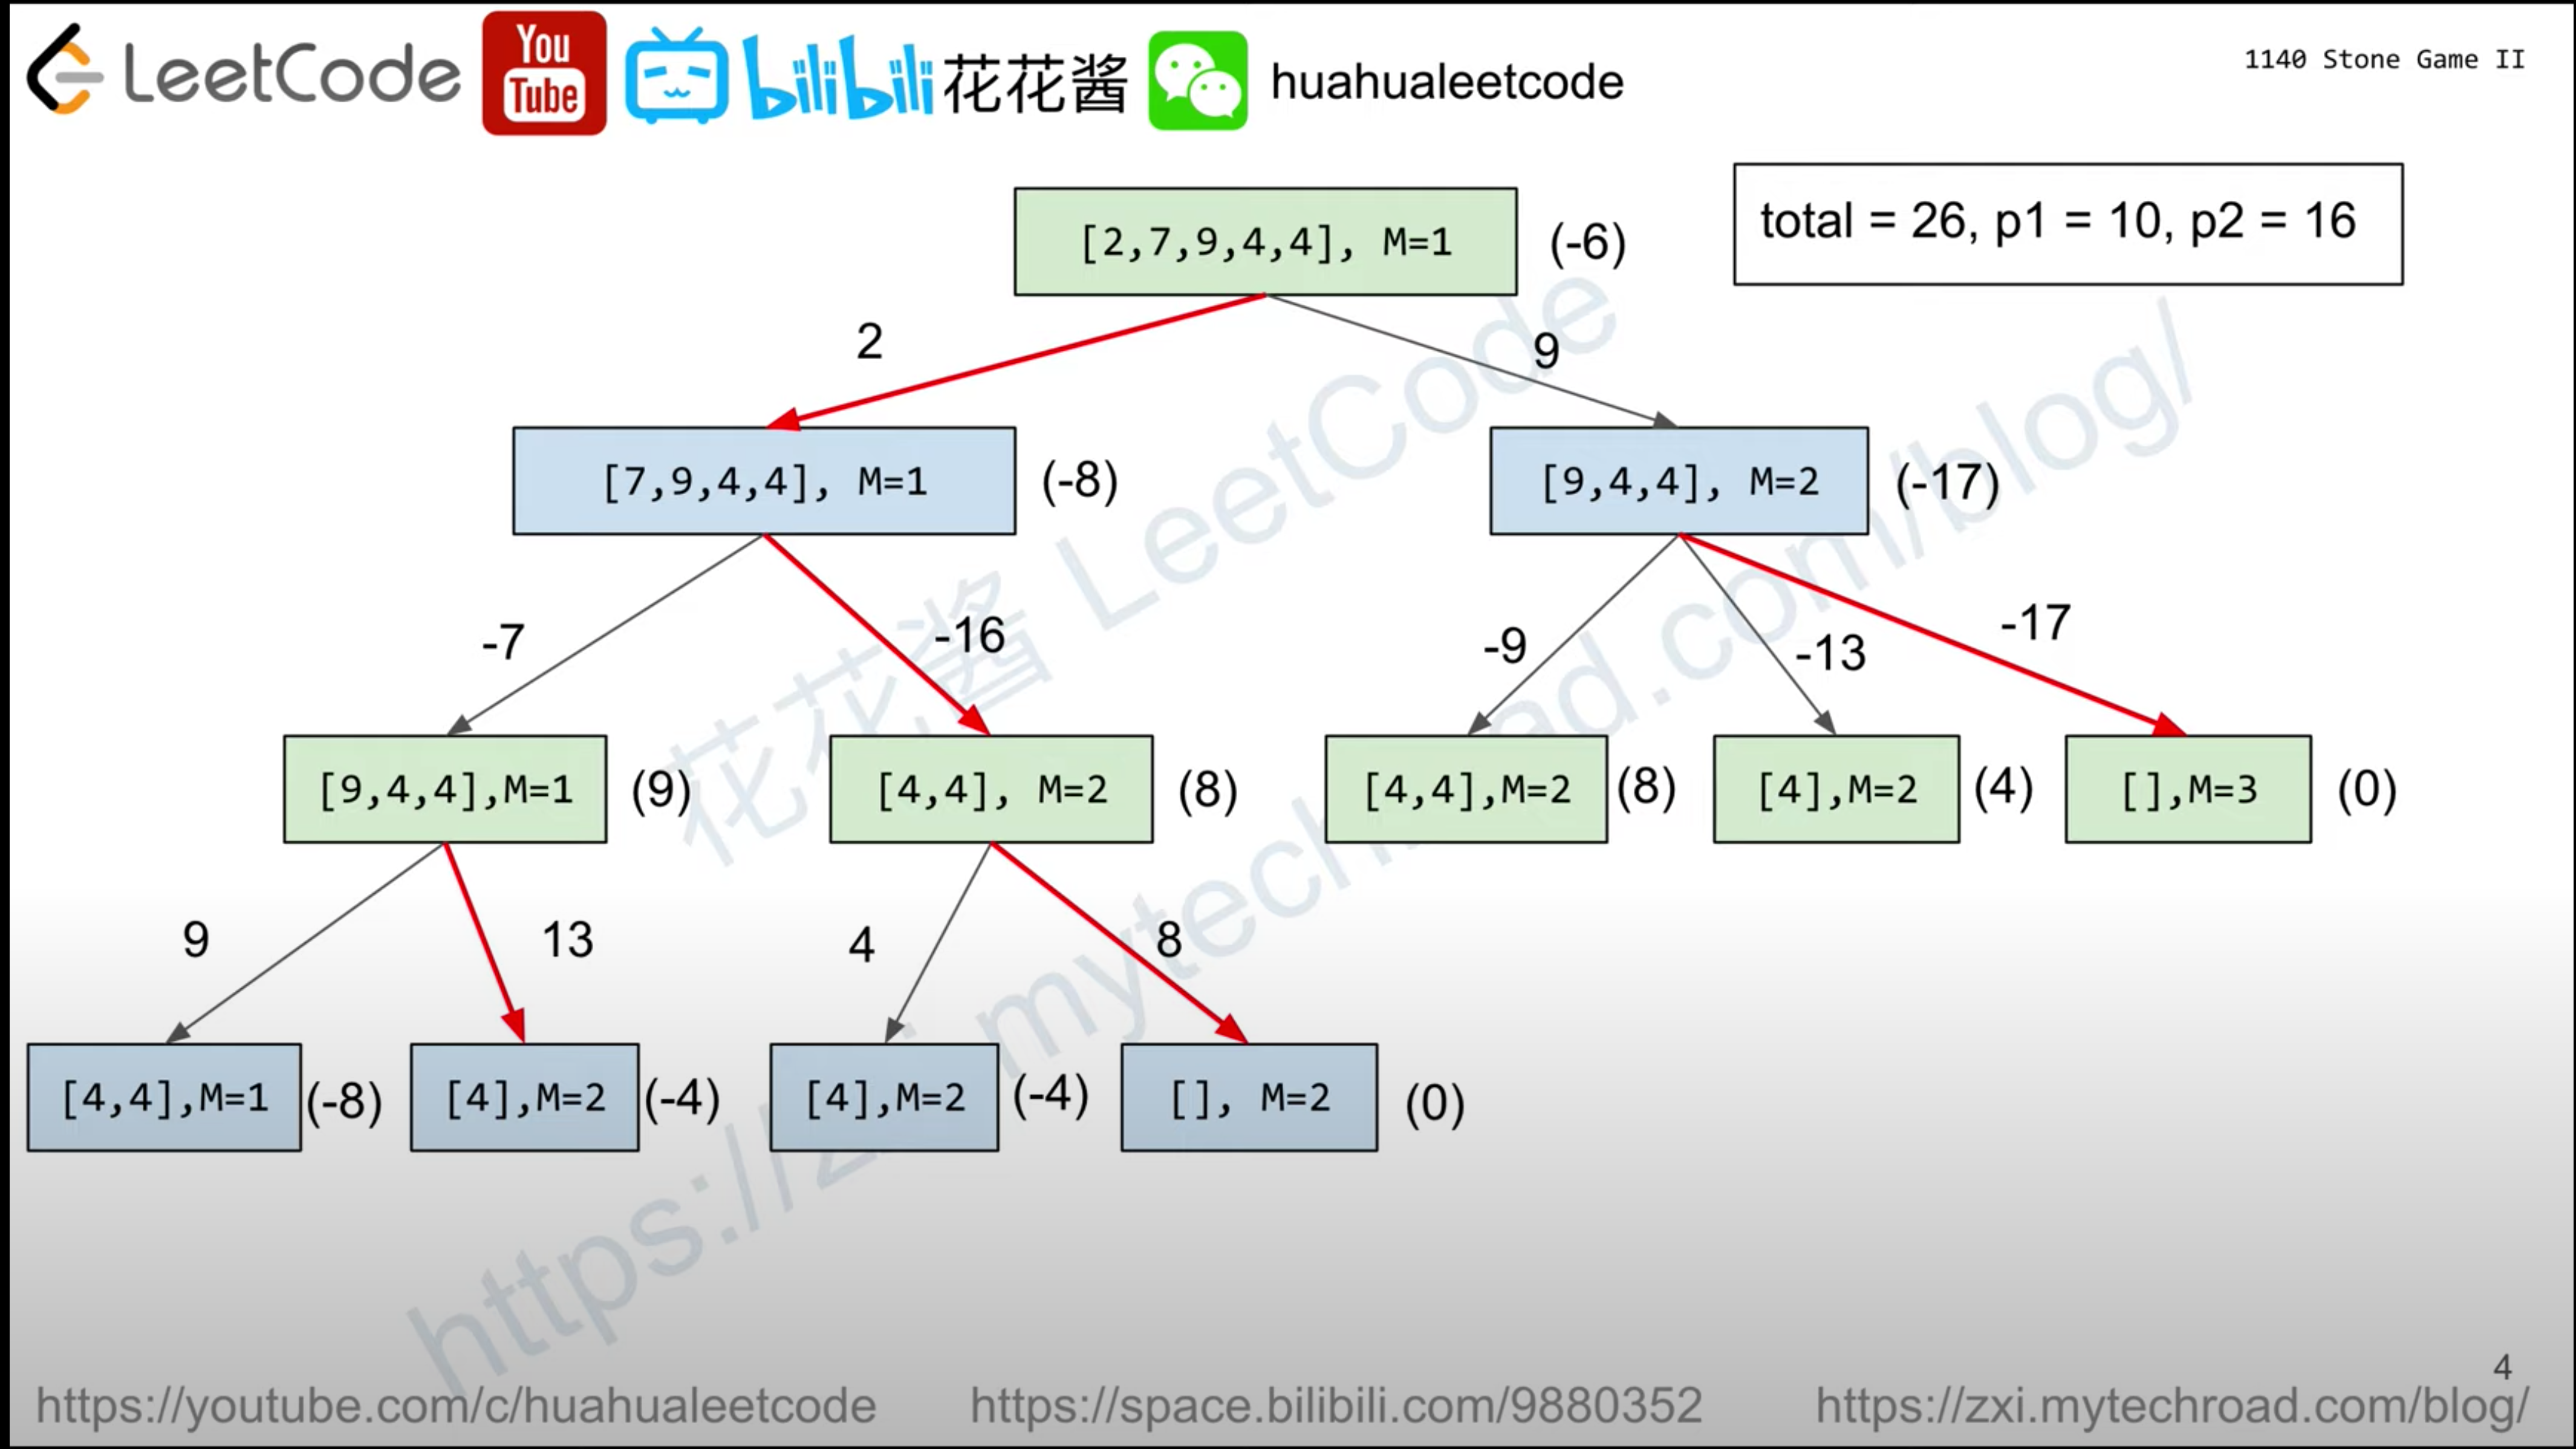 LeetCode You Tube bilibili 花花酱 huahualeetcode
1140 Stone Game II
[2,7,9,4,4], M=1 (-6)
total = 26, p1 = 10, p2 = 16
2 9
[7,9,4,4], M=1 (-8) [9,4,4], M=2 (-17)
-7 -16 -9 -13 -17
[9,4,4],M=1 (9) [4,4], M=2 (8) [4,4],M=2 (8) [4],M=2 (4) [],M=3 (0)
9 13 4 8
[4,4],M=1 (-8) [4],M=2 (-4) [4],M=2 (-4) [], M=2 (0)
花花酱 LeetCode
https://zxi.mytechroad.com/blog/
4
https://youtube.com/c/huahualeetcode https://space.bilibili.com/9880352 https://zxi.mytechroad.com/blog/